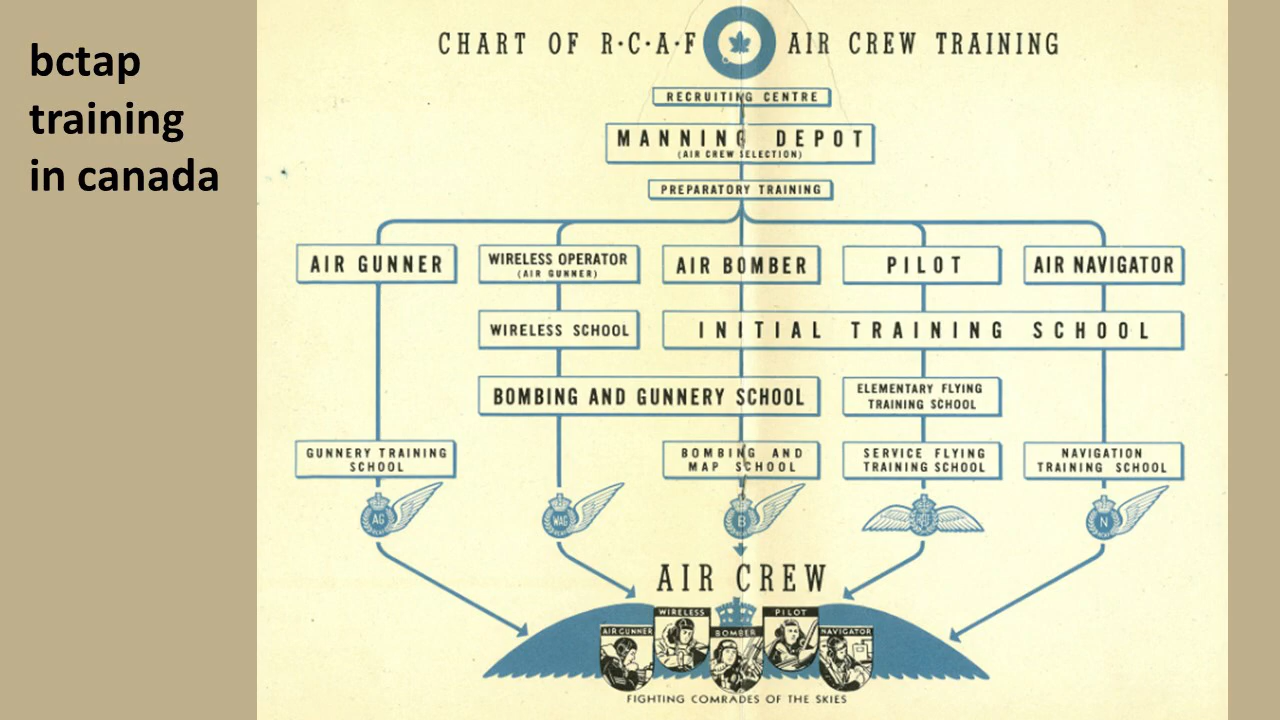 bctap
training
in canada
CHART OF R·C·A·F AIR CREW TRAINING
RECRUITING CENTRE
MANNING DEPOT
(AIR CREW SELECTION)
PREPARATORY TRAINING
AIR GUNNER
WIRELESS OPERATOR
(AIR GUNNER)
AIR BOMBER
PILOT
AIR NAVIGATOR
WIRELESS SCHOOL
INITIAL TRAINING SCHOOL
BOMBING AND GUNNERY SCHOOL
ELEMENTARY FLYING
TRAINING SCHOOL
GUNNERY TRAINING
SCHOOL
BOMBING AND
MAP SCHOOL
SERVICE FLYING
TRAINING SCHOOL
NAVIGATION
TRAINING SCHOOL
AG
WAG
B
N
AIR CREW
AIR GUNNER
WIRELESS
BOMBER
PILOT
NAVIGATOR
FIGHTING COMRADES OF THE SKIES